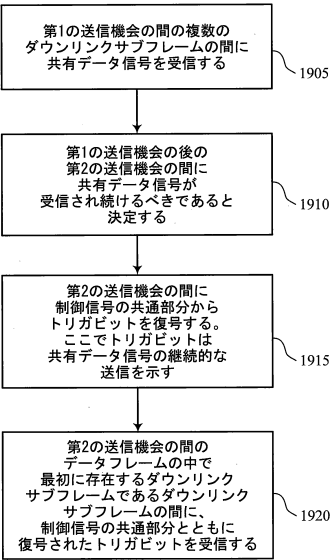 第1の送信機会の間の複数の
ダウンリンクサブフレームの間に
共有データ信号を受信する
1905
第1の送信機会の後の
第2の送信機会の間に
共有データ信号が
受信され続けるべきであると
決定する
1910
第2の送信機会の間に
制御信号の共通部分から
トリガビットを復号する。
ここでトリガビットは
共有データ信号の継続的な
送信を示す
1915
第2の送信機会の間の
データフレームの中で
最初に存在するダウンリンク
サブフレームであるダウンリンク
サブフレームの間に、
制御信号の共通部分とともに
復号されたトリガビットを受信する
1920